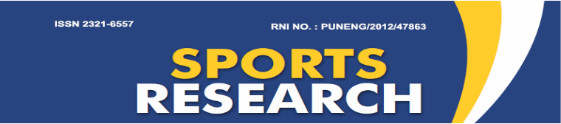 ISSN 2321-6557
RNI NO. : PUNENG/2012/47863
SPORTS
RESEARCH